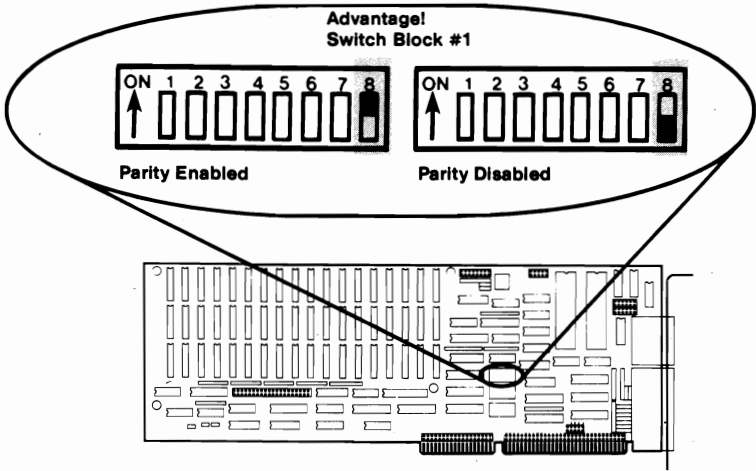 Advantage!
Switch Block #1
ON 1 2 3 4 5 6 7 8
ON 1 2 3 4 5 6 7 8
Parity Enabled
Parity Disabled